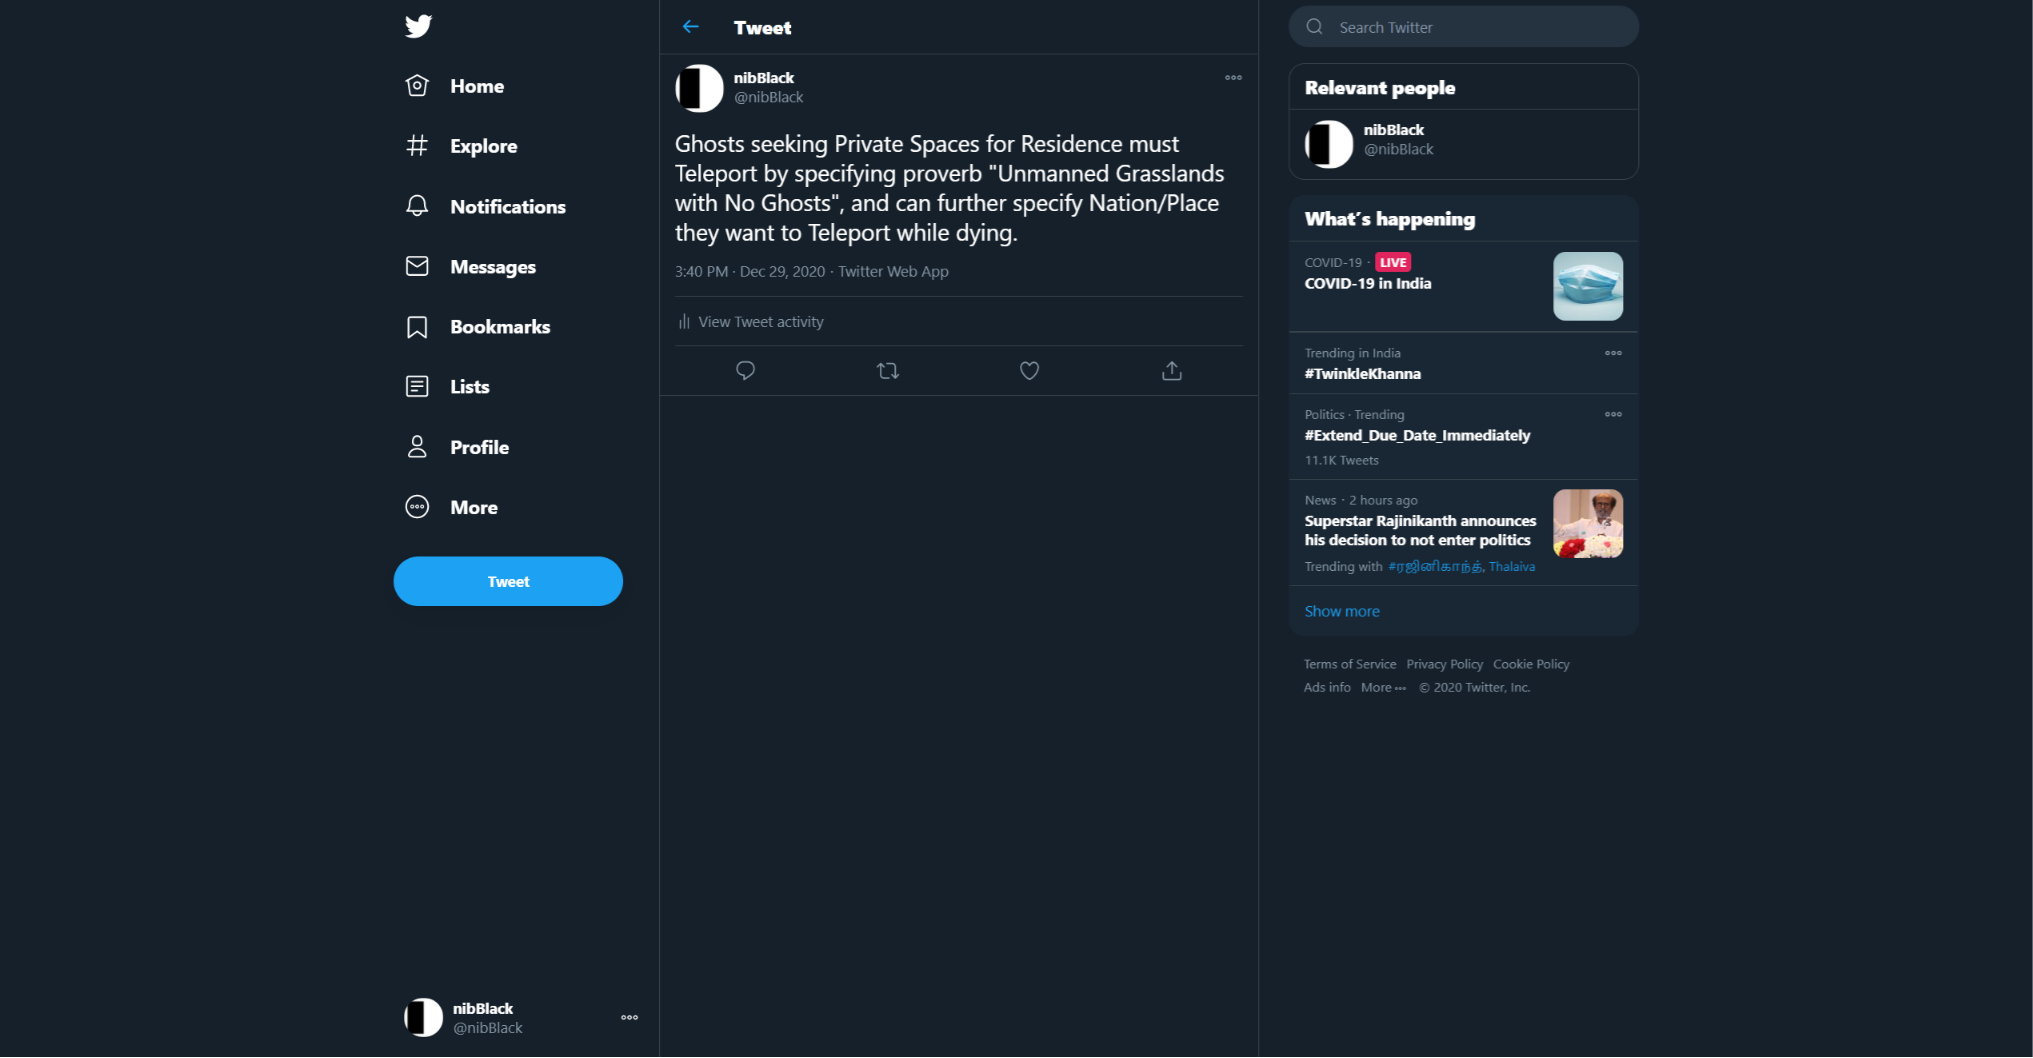 Home
Explore
Notifications
Messages
Bookmarks
Lists
Profile
More
Tweet
nibBlack
@nibBlack
Tweet
nibBlack
@nibBlack
Ghosts seeking Private Spaces for Residence must
Teleport by specifying proverb "Unmanned Grasslands
with No Ghosts", and can further specify Nation/Place
they want to Teleport while dying.
3:40 PM · Dec 29, 2020 · Twitter Web App
View Tweet activity
Search Twitter
Relevant people
nibBlack
@nibBlack
What's happening
COVID-19 · LIVE
COVID-19 in India
Trending in India
#TwinkleKhanna
Politics · Trending
#Extend_Due_Date_Immediately
11.1K Tweets
News · 2 hours ago
Superstar Rajinikanth announces
his decision to not enter politics
Trending with #ரஜினிகாந்த், Thalaiva
Show more
Terms of Service Privacy Policy Cookie Policy
Ads info More ••• © 2020 Twitter, Inc.